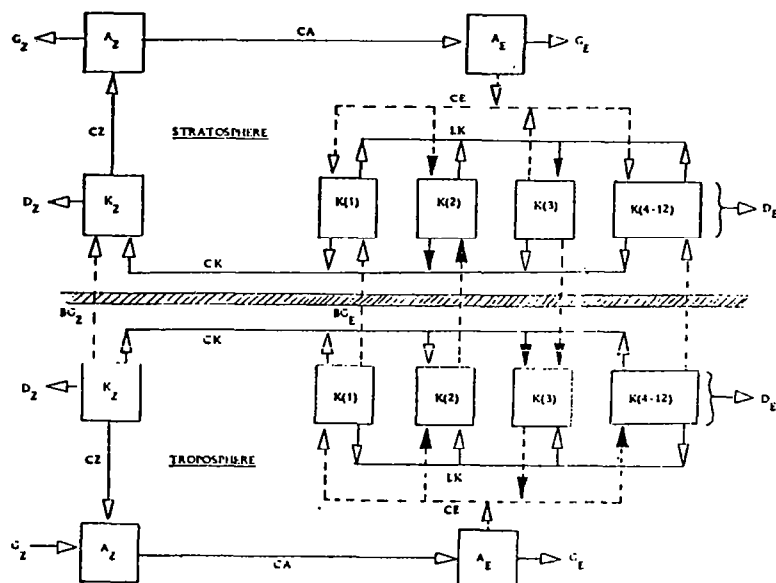 G_Z A_Z CA A_E G_E
CE
CZ STRATOSPHERE LK
D_Z K_Z K(1) K(2) K(3) K(4-12) D_E
CK
BG_Z BG_E
CK
D_Z K_Z K(1) K(2) K(3) K(4-12) D_E
CZ TROPOSPHERE LK
CE
G_Z A_Z CA A_E G_E